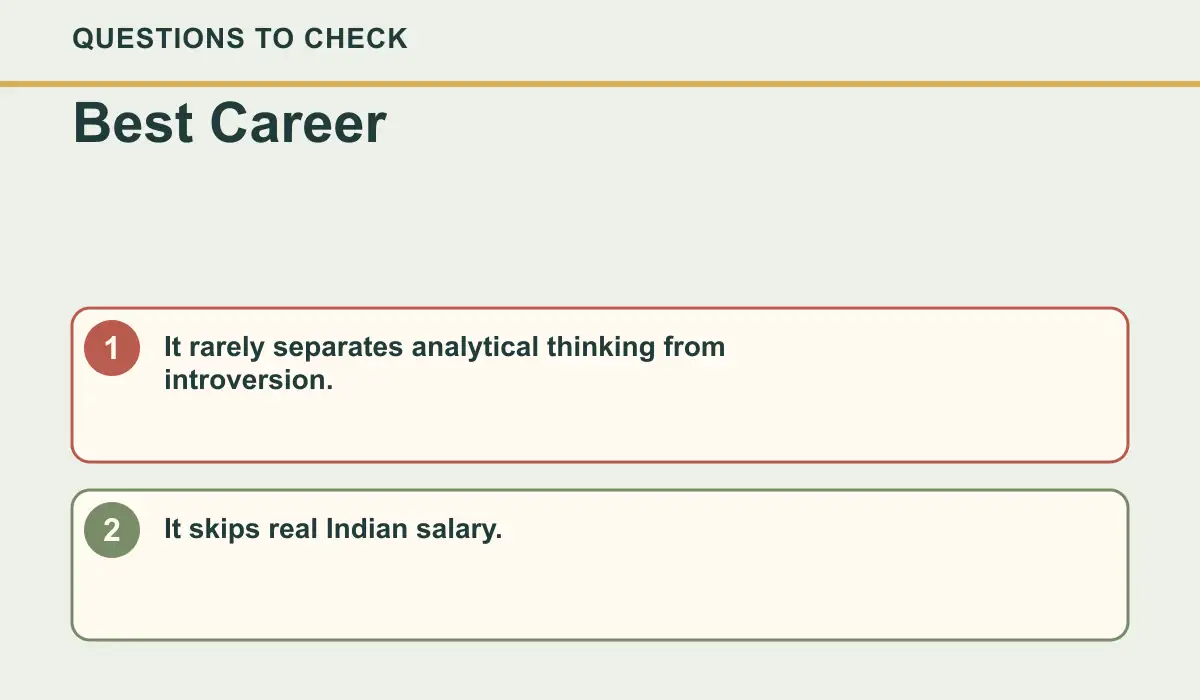 QUESTIONS TO CHECK
Best Career
1
It rarely separates analytical thinking from
introversion.
2
It skips real Indian salary.